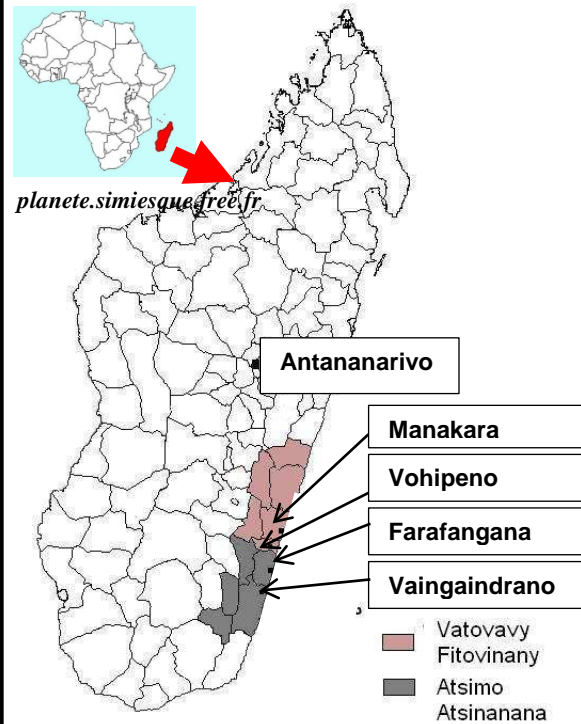 planete.simiesque.free.fr
Antananarivo
Manakara
Vohipeno
Farafangana
Vaingaindrano
Vatovavy
Fitovinany
Atsimo
Atsinanana